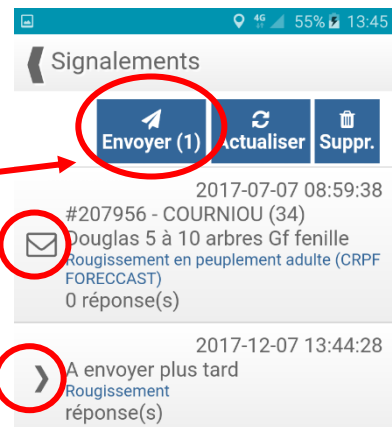 4G 55% 13:45
Signalements
Envoyer (1) Actualiser Suppr.
2017-07-07 08:59:38
#207956 - COURNIOU (34)
Douglas 5 à 10 arbres Gf fenille
Rougissement en peuplement adulte (CRPF
FORECCAST)
0 réponse(s)
2017-12-07 13:44:28
A envoyer plus
tard
Rougissement
réponse(s)